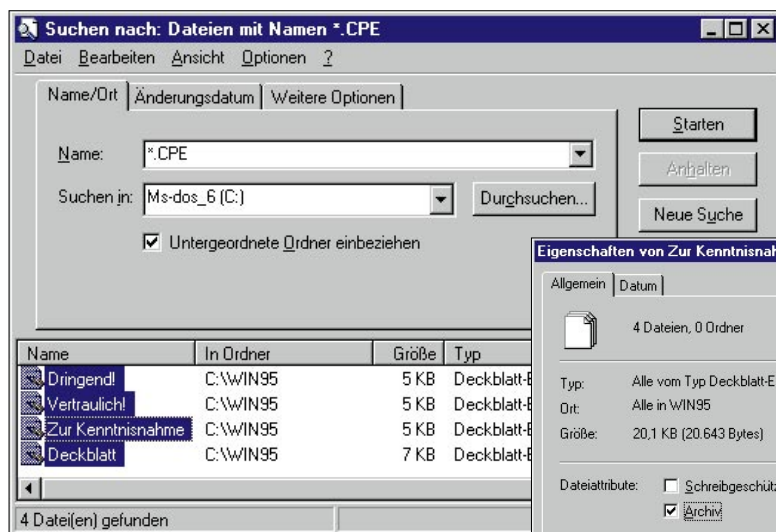 Suchen nach: Dateien mit Namen *.CPE
Datei Bearbeiten Ansicht Optionen ?
Name/Ort Änderungsdatum Weitere Optionen
Name: *.CPE
Suchen in: Ms-dos_6 (C:) Durchsuchen...
Untergeordnete Ordner einbeziehen
Starten
Anhalten
Neue Suche
Name In Ordner Größe Typ
Dringend! C:\WIN95 5 KB Deckblatt-E
Vertraulich! C:\WIN95 5 KB Deckblatt-E
Zur Kenntnisnahme C:\WIN95 5 KB Deckblatt-E
Deckblatt C:\WIN95 7 KB Deckblatt-E
4 Datei(en) gefunden
Eigenschaften von Zur Kenntnisnah
Allgemein Datum
4 Dateien, 0 Ordner
Typ: Alle vom Typ Deckblatt-E
Ort: Alle in WIN95
Größe: 20,1 KB (20.643 Bytes)
Dateiattribute: Schreibgeschütz
Archiv